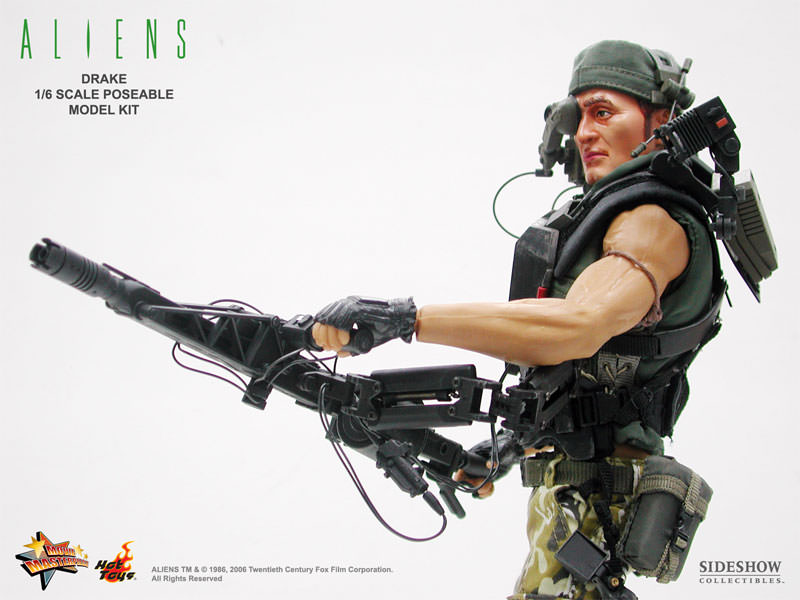 ALIENS
DRAKE
1/6 SCALE POSEABLE
MODEL KIT
MOVIE MASTERPIECE
Hot Toys.
ALIENS TM & © 1986, 2006 Twentieth Century Fox Film Corporation.
All Rights Reserved
SIDESHOW
COLLECTIBLES.